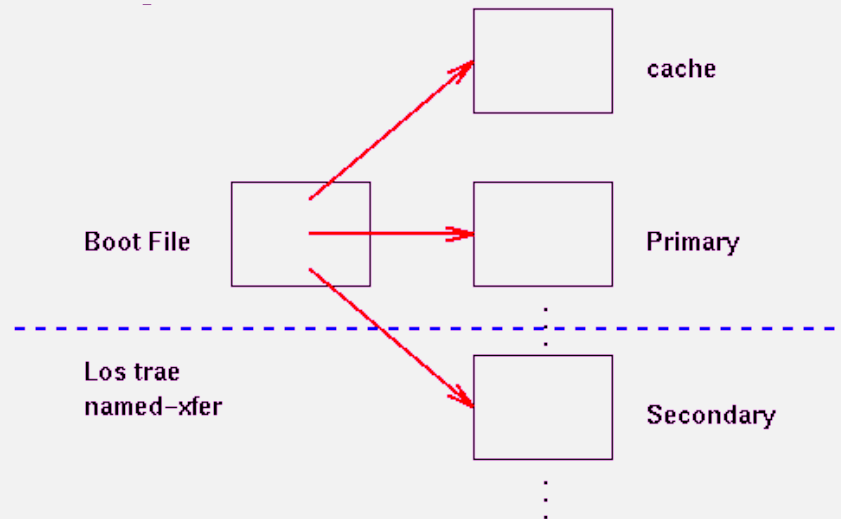 cache
Boot File
Primary
Los trae
named-xfer
Secondary